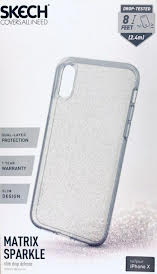 SKECH
COVERS ALL I NEED
DROP-TESTED
8 FEET
(2.4m)
DUAL-LAYER
PROTECTION
1 YEAR
WARRANTY
SLIM
DESIGN
MATRIX
SPARKLE
iPhone X